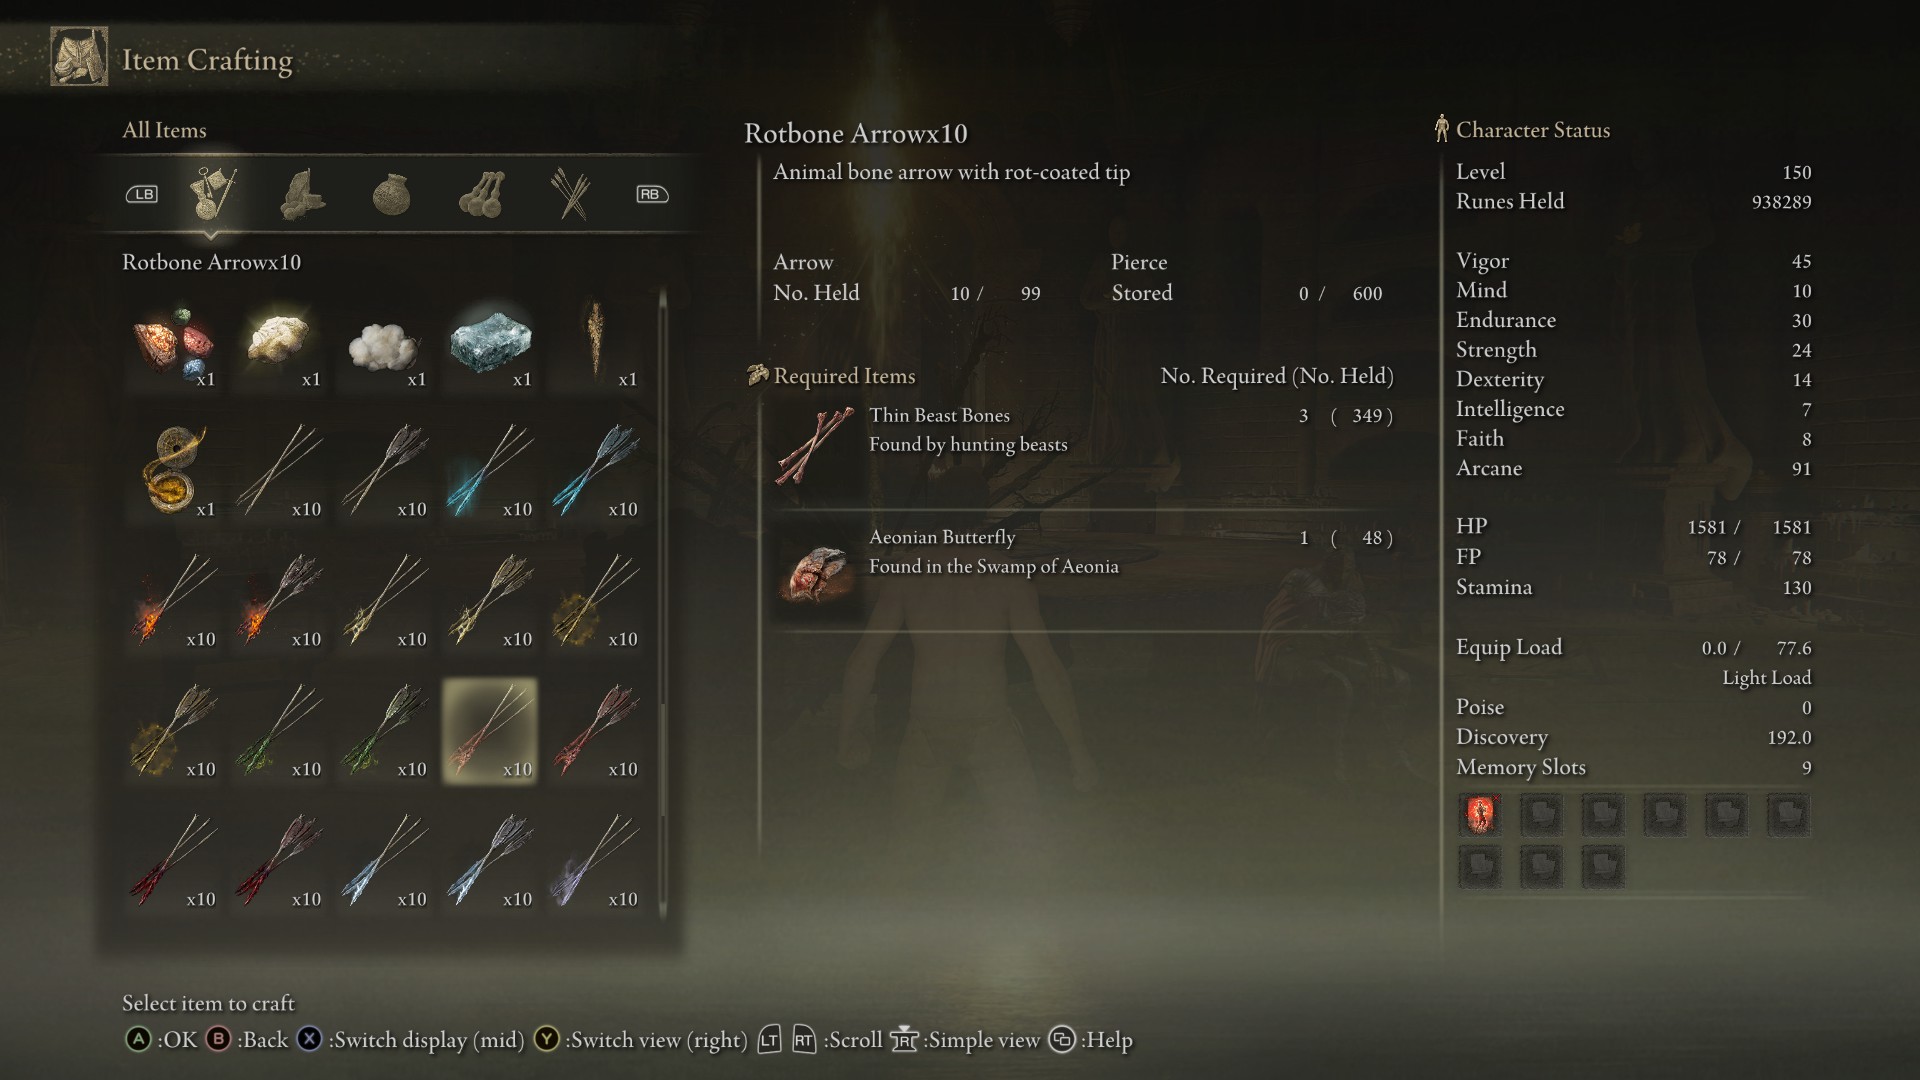 Item Crafting
All Items
LB
RB
Rotbone Arrowx10
x1 x1 x1 x1 x1
x1 x10 x10 x10 x10
x10 x10 x10 x10 x10
x10 x10 x10 x10 x10
x10 x10 x10 x10 x10
Rotbone Arrowx10
Animal bone arrow with rot-coated tip
Arrow Pierce
No. Held 10 / 99 Stored 0 / 600
Required Items No. Required (No. Held)
Thin Beast Bones 3 ( 349 )
Found by hunting beasts
Aeonian Butterfly 1 ( 48 )
Found in the Swamp of Aeonia
Character Status
Level 150
Runes Held 938289
Vigor 45
Mind 10
Endurance 30
Strength 24
Dexterity 14
Intelligence 7
Faith 8
Arcane 91
HP 1581 / 1581
FP 78 / 78
Stamina 130
Equip Load 0.0 / 77.6
Light Load
Poise 0
Discovery 192.0
Memory Slots 9
Select item to craft
A :OK B :Back X :Switch display (mid) Y :Switch view (right) LT RT :Scroll R :Simple view :Help